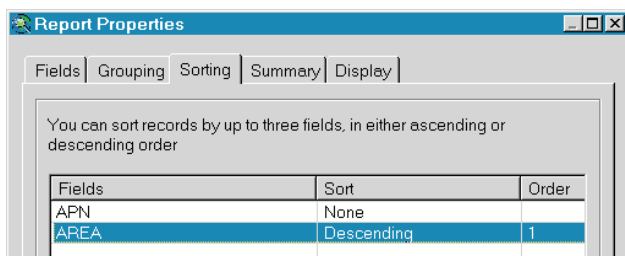 Report Properties
Fields Grouping Sorting Summary Display
You can sort records by up to three fields, in either ascending or
descending order
Fields Sort Order
APN None
AREA Descending 1